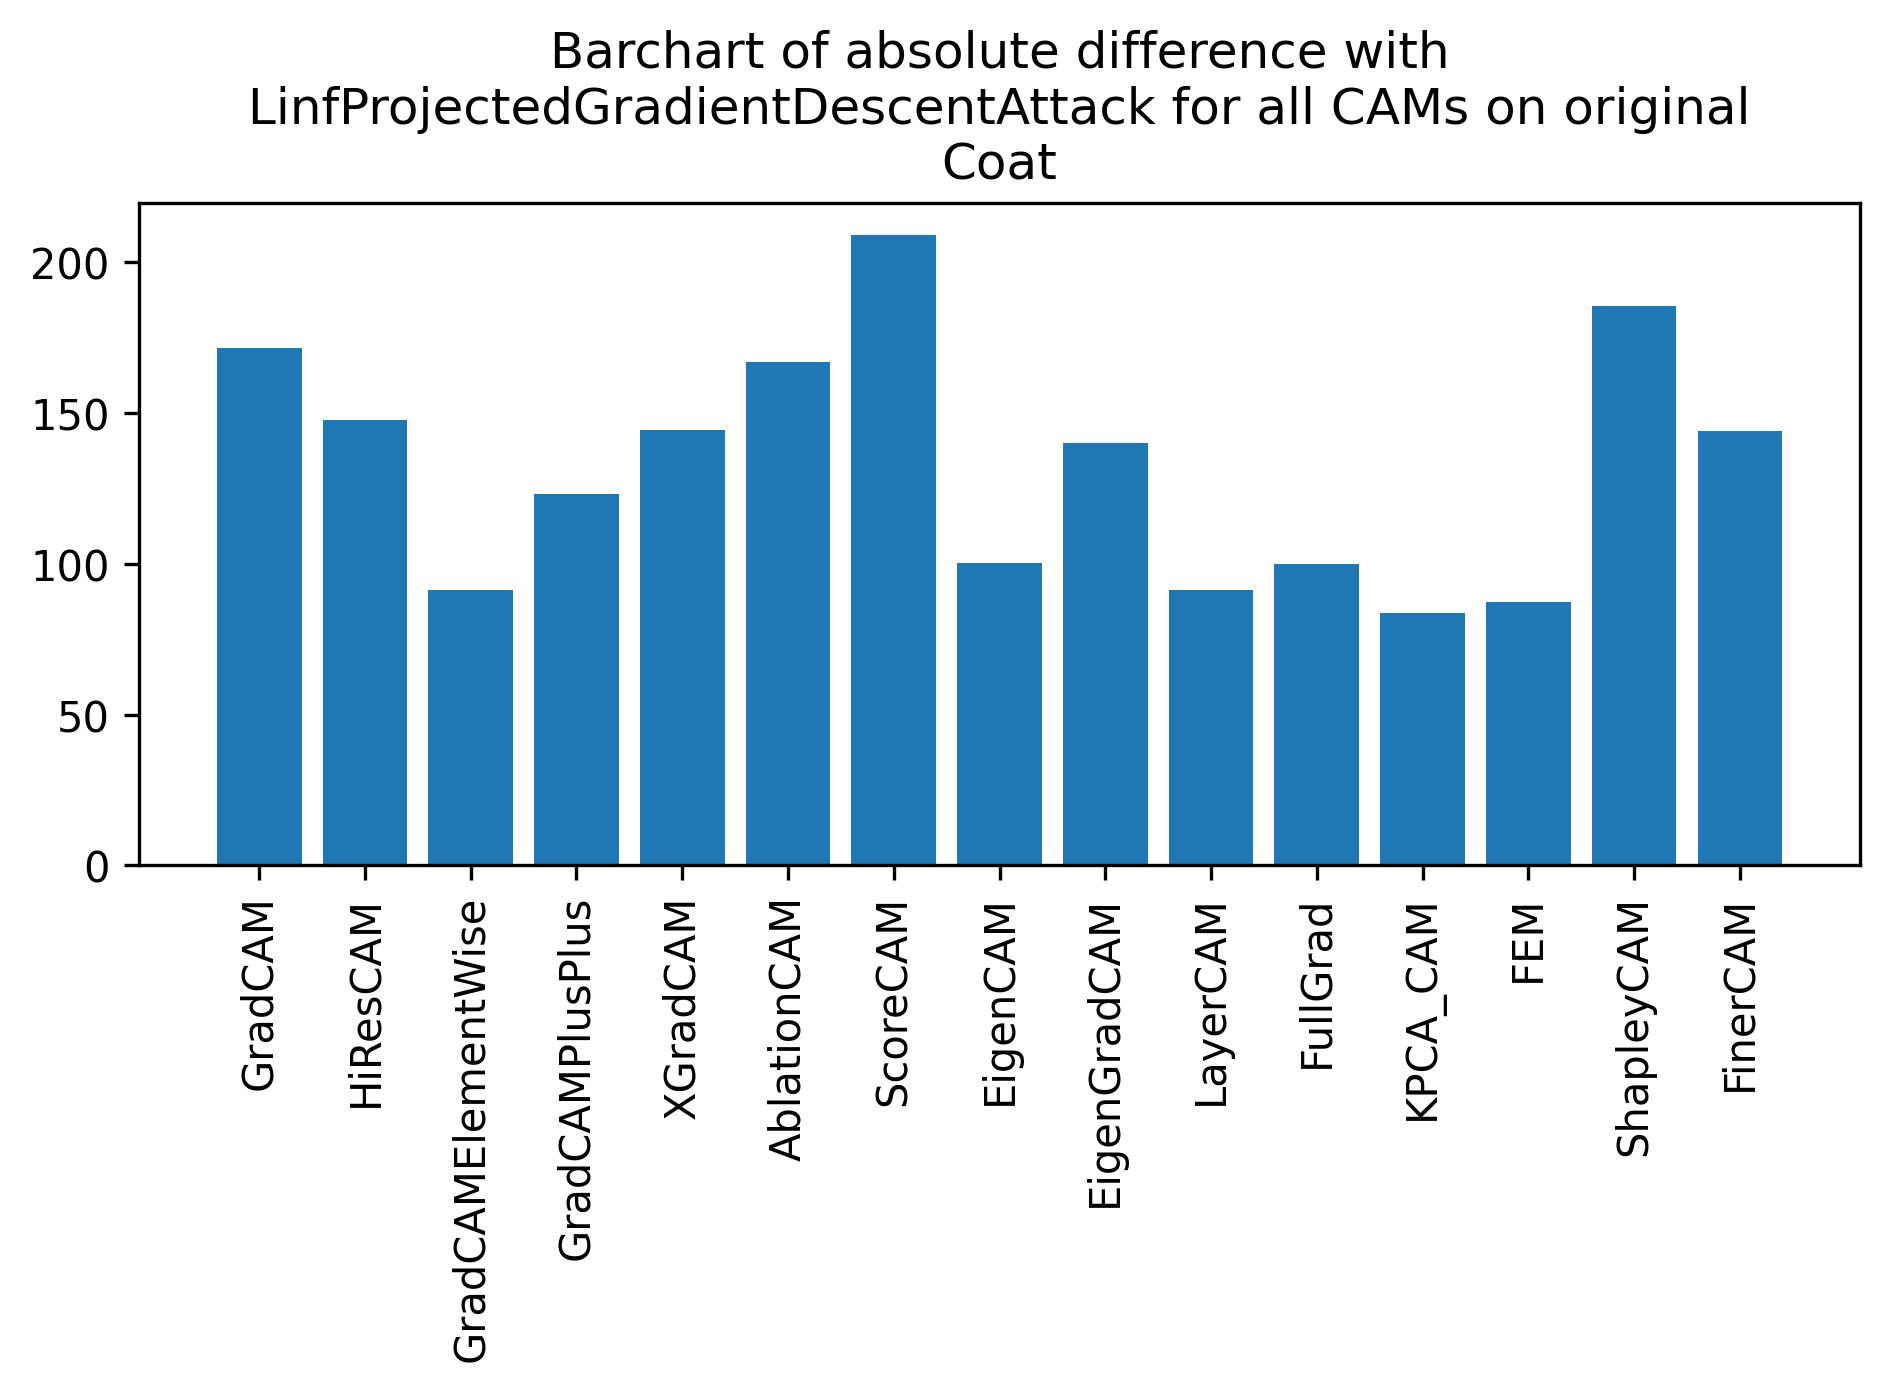 Barchart of absolute difference with
LinfProjectedGradientDescentAttack for all CAMs on original
Coat
200
150
100
50
0
GradCAM
HiResCAM
GradCAMElementWise
GradCAMPlusPlus
XGradCAM
AblationCAM
ScoreCAM
EigenCAM
EigenGradCAM
LayerCAM
FullGrad
KPCA_CAM
FEM
ShapleyCAM
FinerCAM